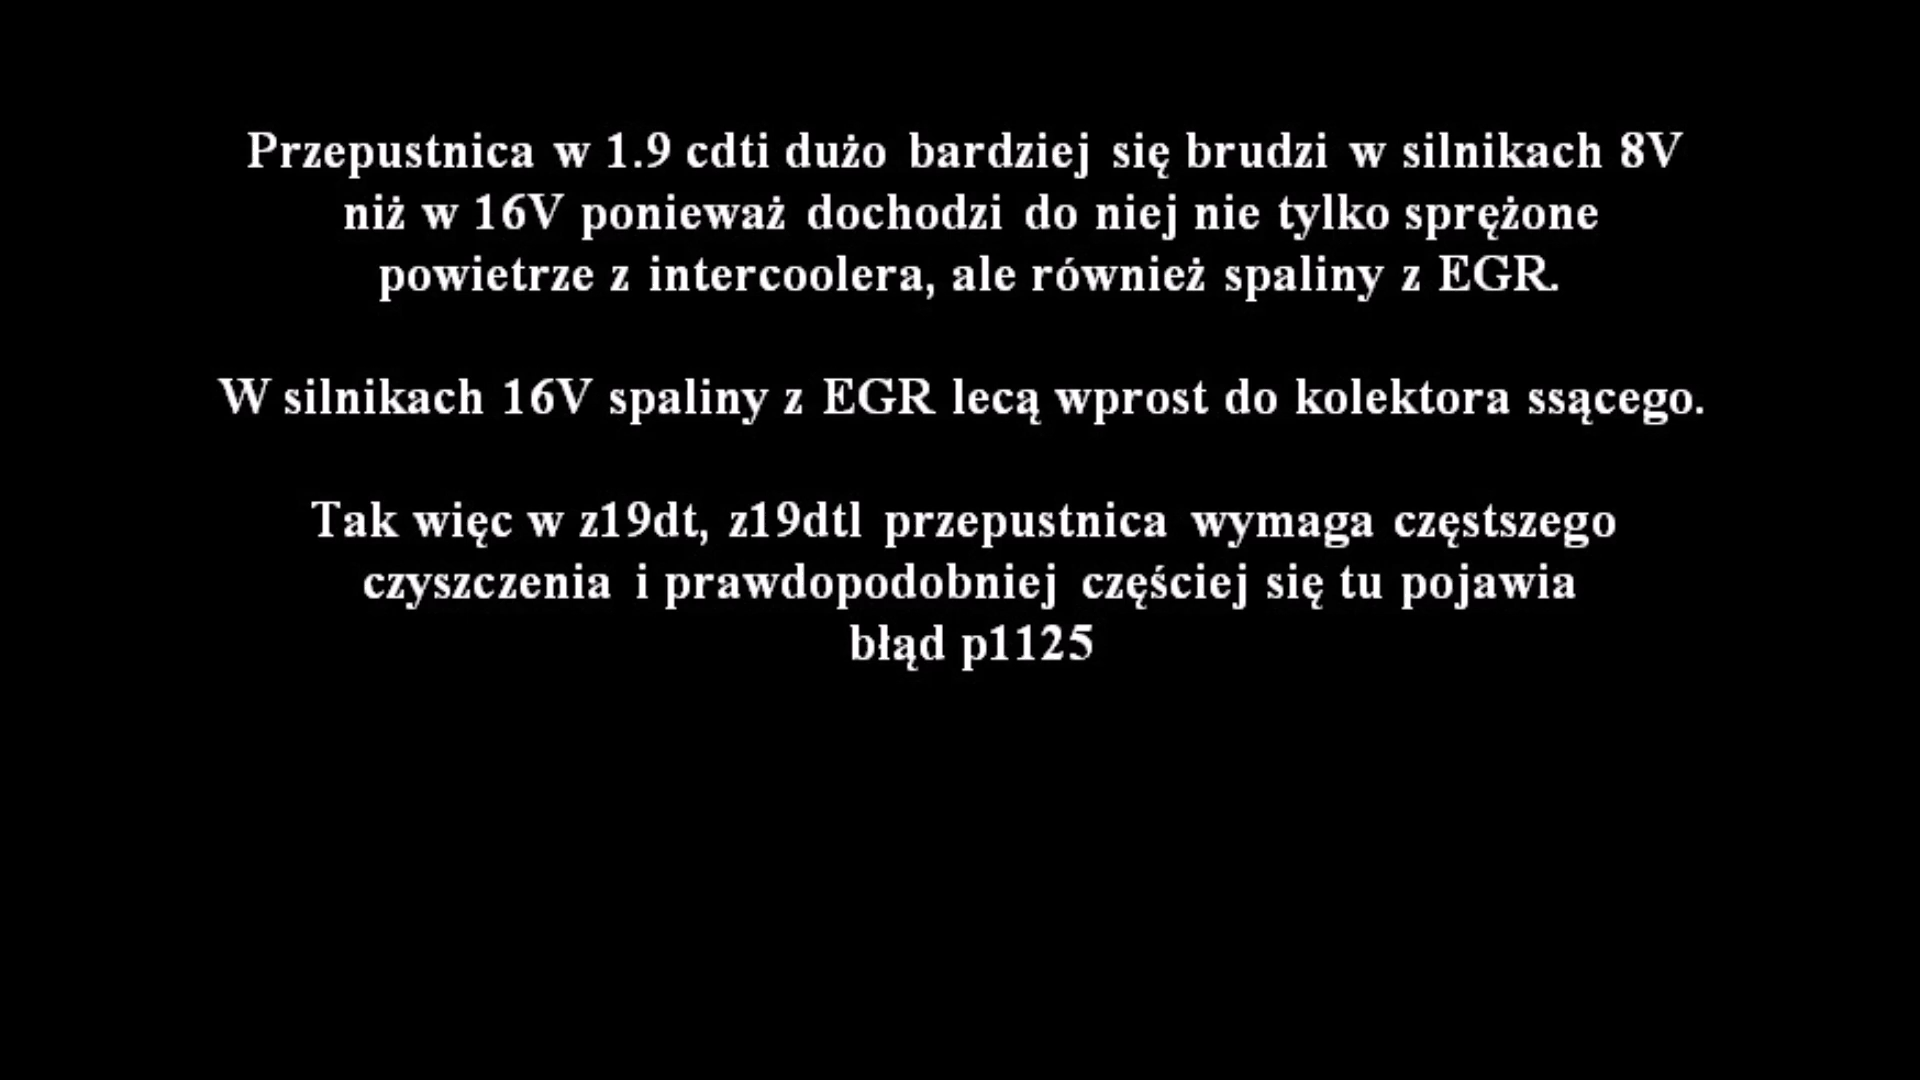 Przepustnica w 1.9 cdti dużo bardziej się brudzi w silnikach 8V
niż w 16V ponieważ dochodzi do niej nie tylko sprężone
powietrze z intercoolera, ale również spaliny z EGR.
W silnikach 16V spaliny z EGR lecą wprost do kolektora ssącego.
Tak więc w z19dt, z19dtl przepustnica wymaga częstszego
czyszczenia i prawdopodobniej częściej się tu pojawia
błąd p1125